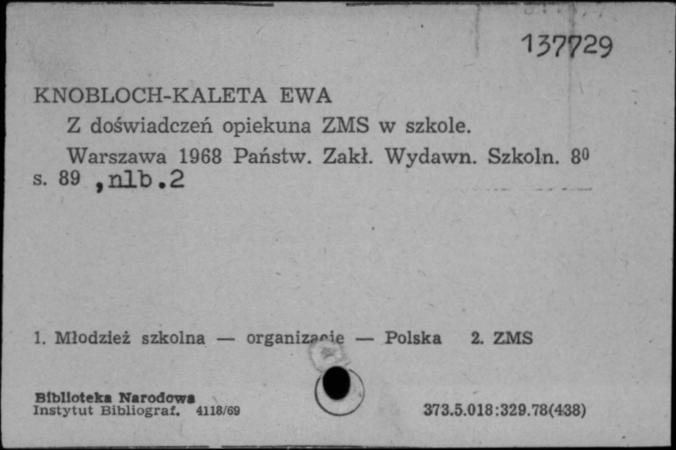 137729
KNOBLOCH-KALETA EWA
Z doświadczeń opiekuna ZMS w szkole.
Warszawa 1968 Państw. Zakł. Wydawn. Szkoln. 8⁰
s. 89 , nlb. 2
1. Młodzież szkolna — organizacje — Polska 2. ZMS
Biblioteka Narodowa
Instytut Bibliograf. 4118/69
373.5.018:329.78(438)